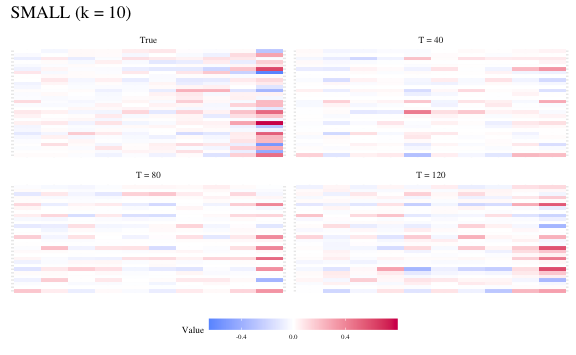 SMALL (k = 10)
True
T = 40
T = 80
T = 120
Value
-0.4 0.0 0.4